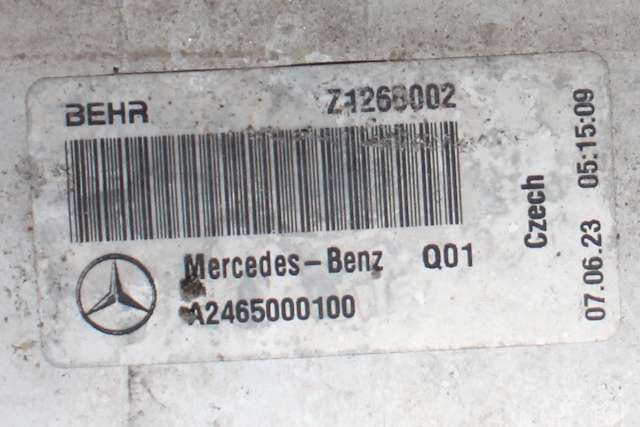 BEHR Z1268002
Mercedes-Benz Q01
A2465000100
Czech
07.06.23 05:15:09